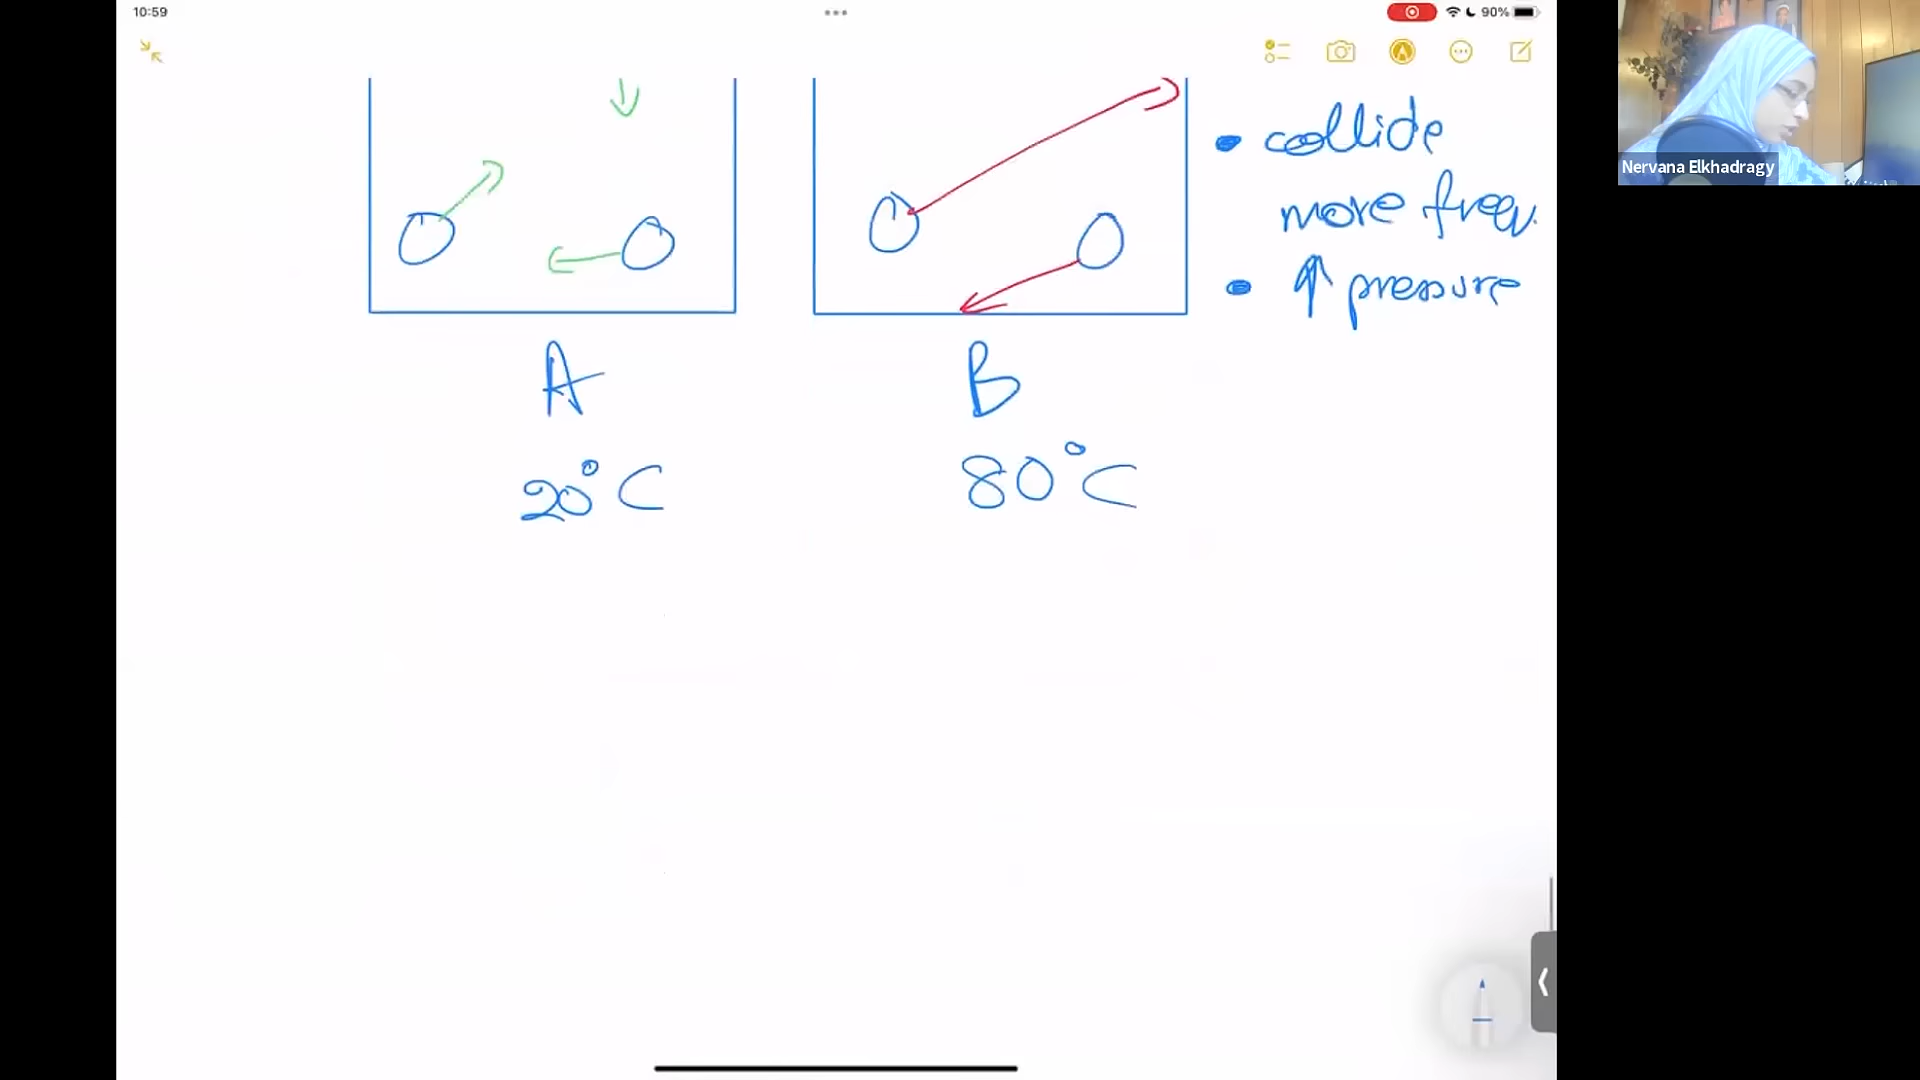 10:59
90%
Nervana Elkhadragy
• collide
more freq.
• ↑ pressure
A
B
20°C
80°C